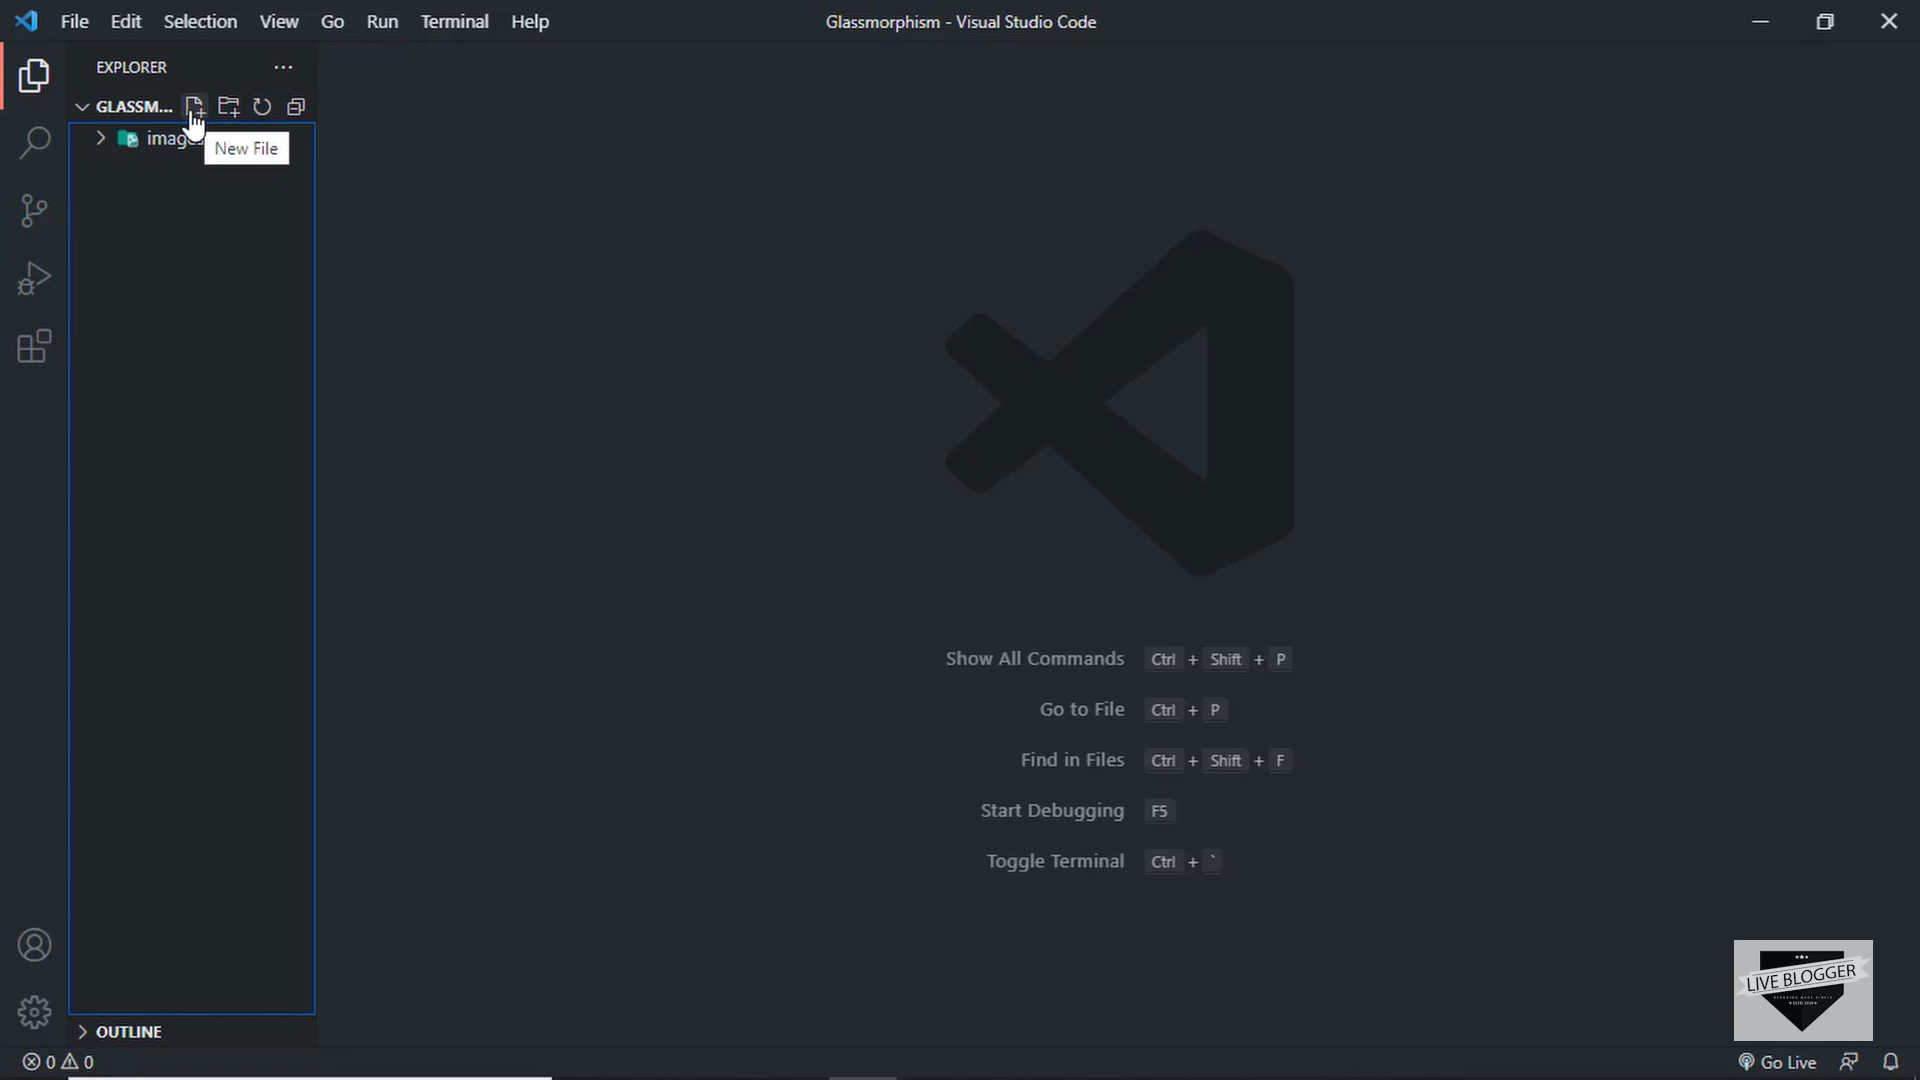 File Edit Selection View Go Run Terminal Help
Glassmorphism - Visual Studio Code
EXPLORER
GLASSM...
images
New File
Show All Commands Ctrl + Shift + P
Go to File Ctrl + P
Find in Files Ctrl + Shift + F
Start Debugging F5
Toggle Terminal Ctrl + `
LIVE BLOGGER
OUTLINE
0 0
Go Live